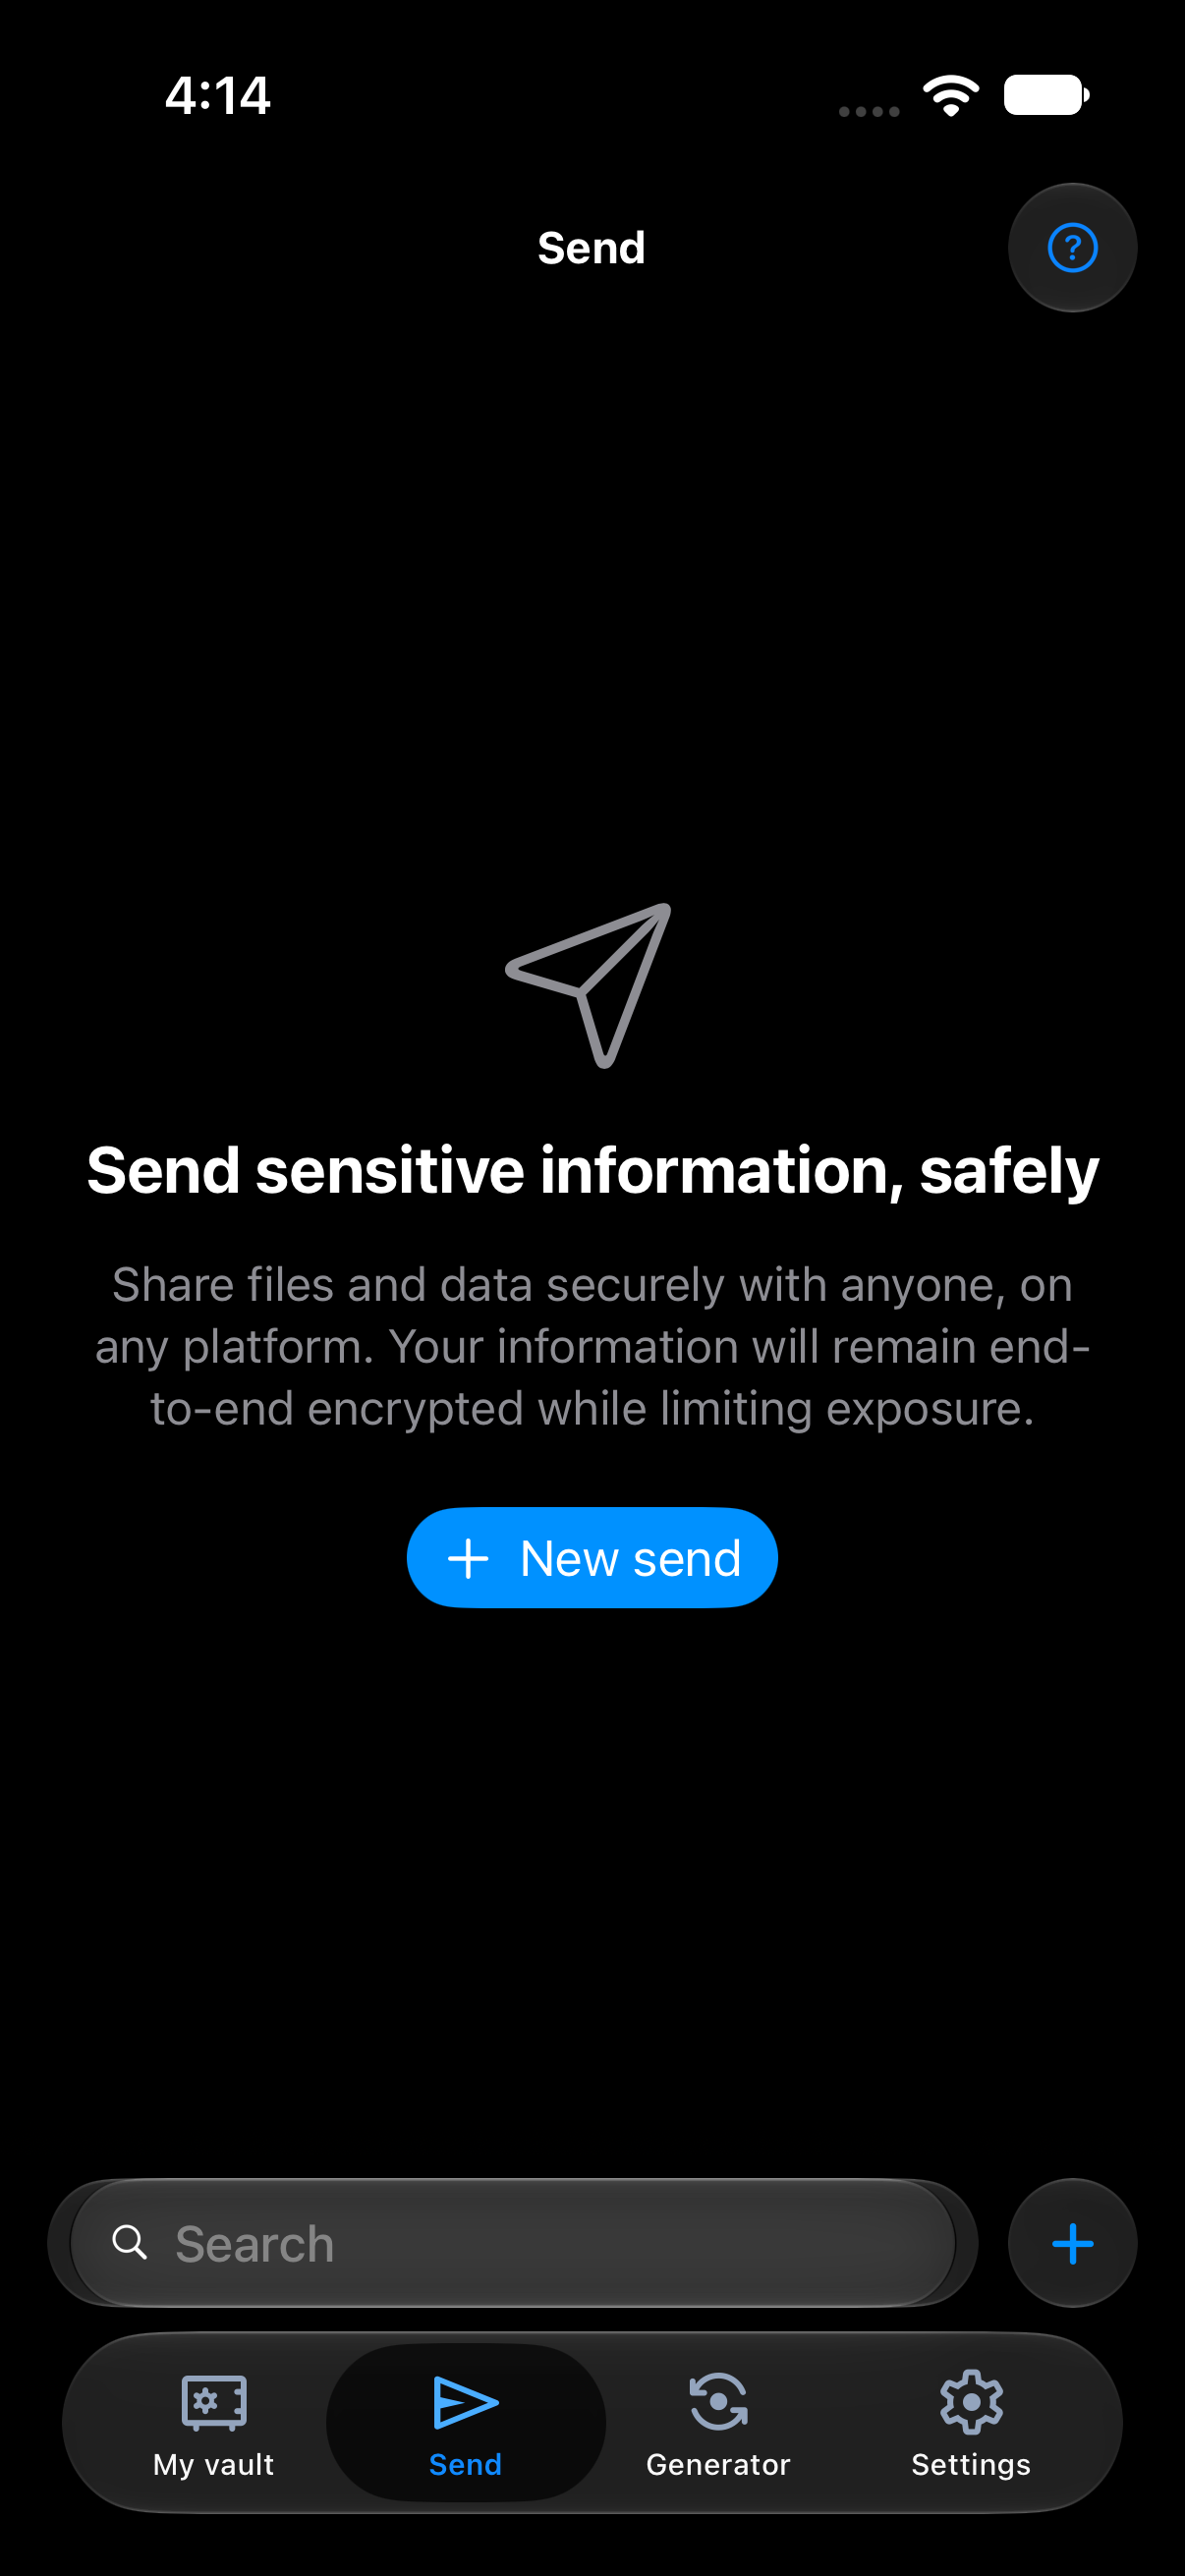 4:14
Send
Send sensitive information, safely
Share files and data securely with anyone, on
any platform. Your information will remain end-
to-end encrypted while limiting exposure.
New send
Search
My vault
Send
Generator
Settings